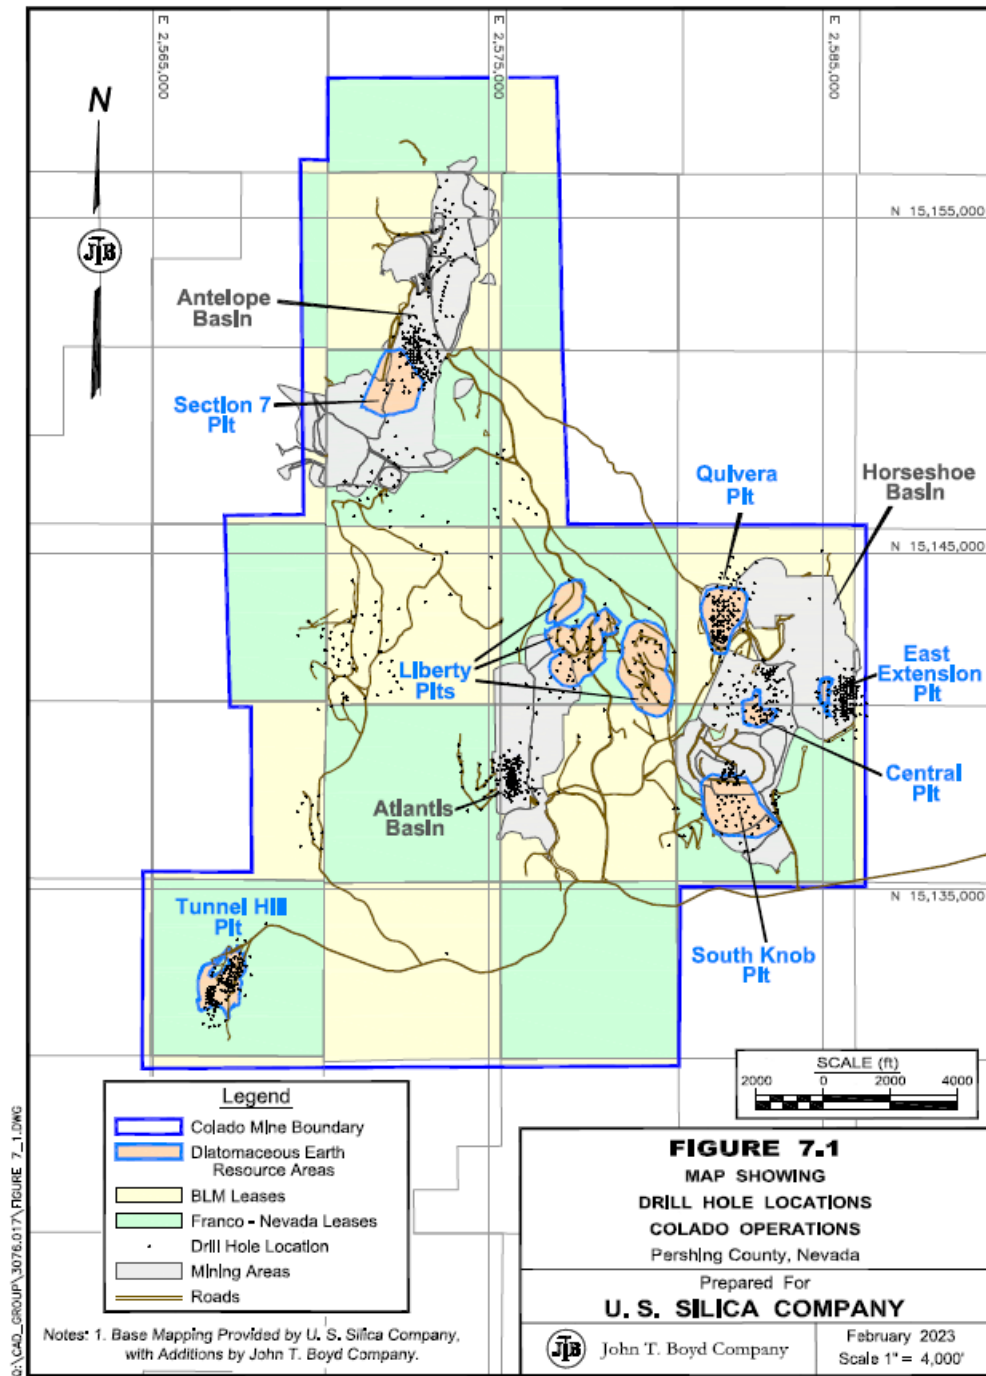 E 2,565,000
E 2,575,000
E 2,585,000
N
JTB
N 15,155,000
Antelope
Basin
Section 7
Pit
Quivera
Pit
Horseshoe
Basin
N 15,145,000
Liberty
Pits
East
Extension
Pit
Central
Pit
Atlantis
Basin
N 15,135,000
Tunnel Hill
Pit
South Knob
Pit
SCALE (ft)
2000 0 2000 4000
Legend
Colado Mine Boundary
Diatomaceous Earth
Resource Areas
BLM Leases
Franco - Nevada Leases
Drill Hole Location
Mining Areas
Roads
Notes: 1. Base Mapping Provided by U. S. Silica Company,
with Additions by John T. Boyd Company.
FIGURE 7.1
MAP SHOWING
DRILL HOLE LOCATIONS
COLADO OPERATIONS
Pershing County, Nevada
Prepared For
U. S. SILICA COMPANY
JTB
John T. Boyd Company
February 2023
Scale 1" = 4,000'
Q:\CAD_GROUP\3076.017\FIGURE 7_1.DWG